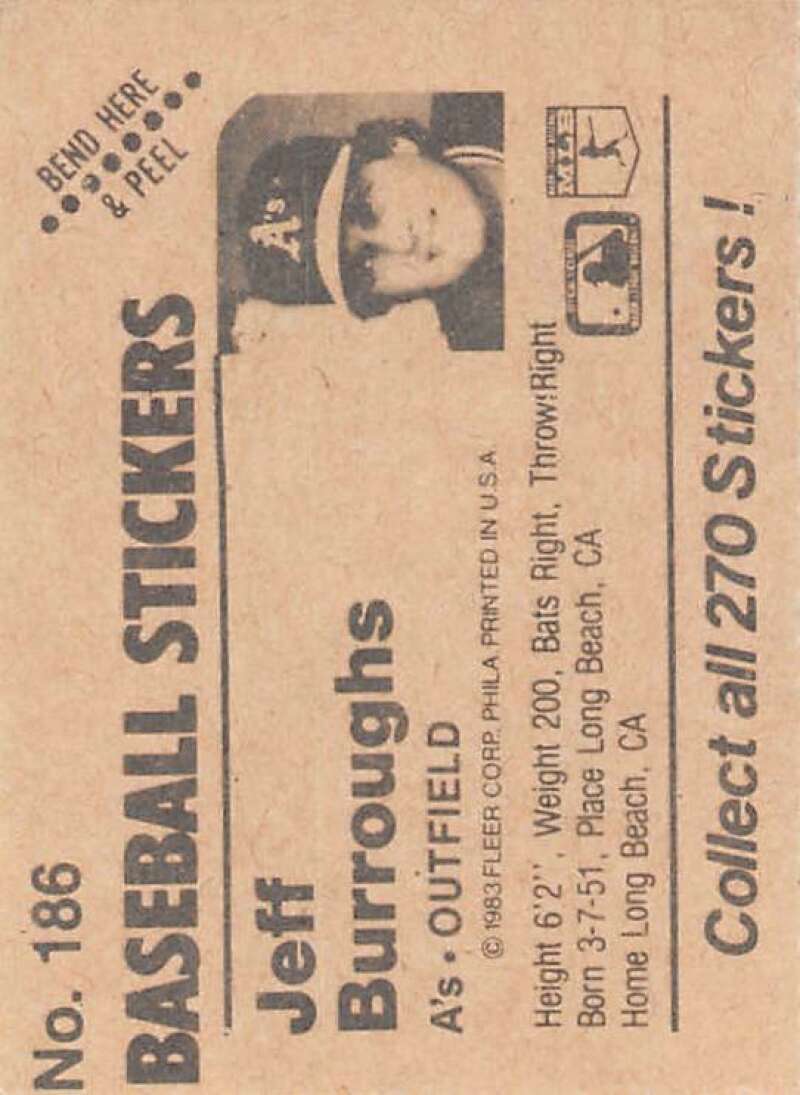 No. 186
BEND HERE
& PEEL
BASEBALL STICKERS
Jeff
Burroughs
A's • OUTFIELD
© 1983 FLEER CORP. PHILA. PRINTED IN U.S.A.
A's
Height 6'2'', Weight 200, Bats Right, Throw:Right
Born 3-7-51, Place Long Beach, CA
Home Long Beach, CA
Collect all 270 Stickers!